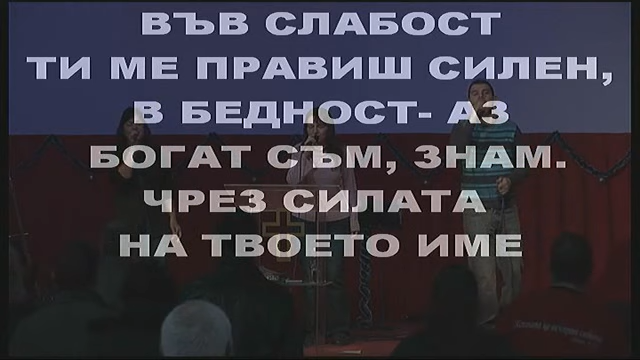 ВЪВ СЛАБОСТ
ТИ МЕ ПРАВИШ СИЛЕН,
В БЕДНОСТ- АЗ
БОГАТ СЪМ, ЗНАМ.
ЧРЕЗ СИЛАТА
НА ТВОЕТО ИМЕ